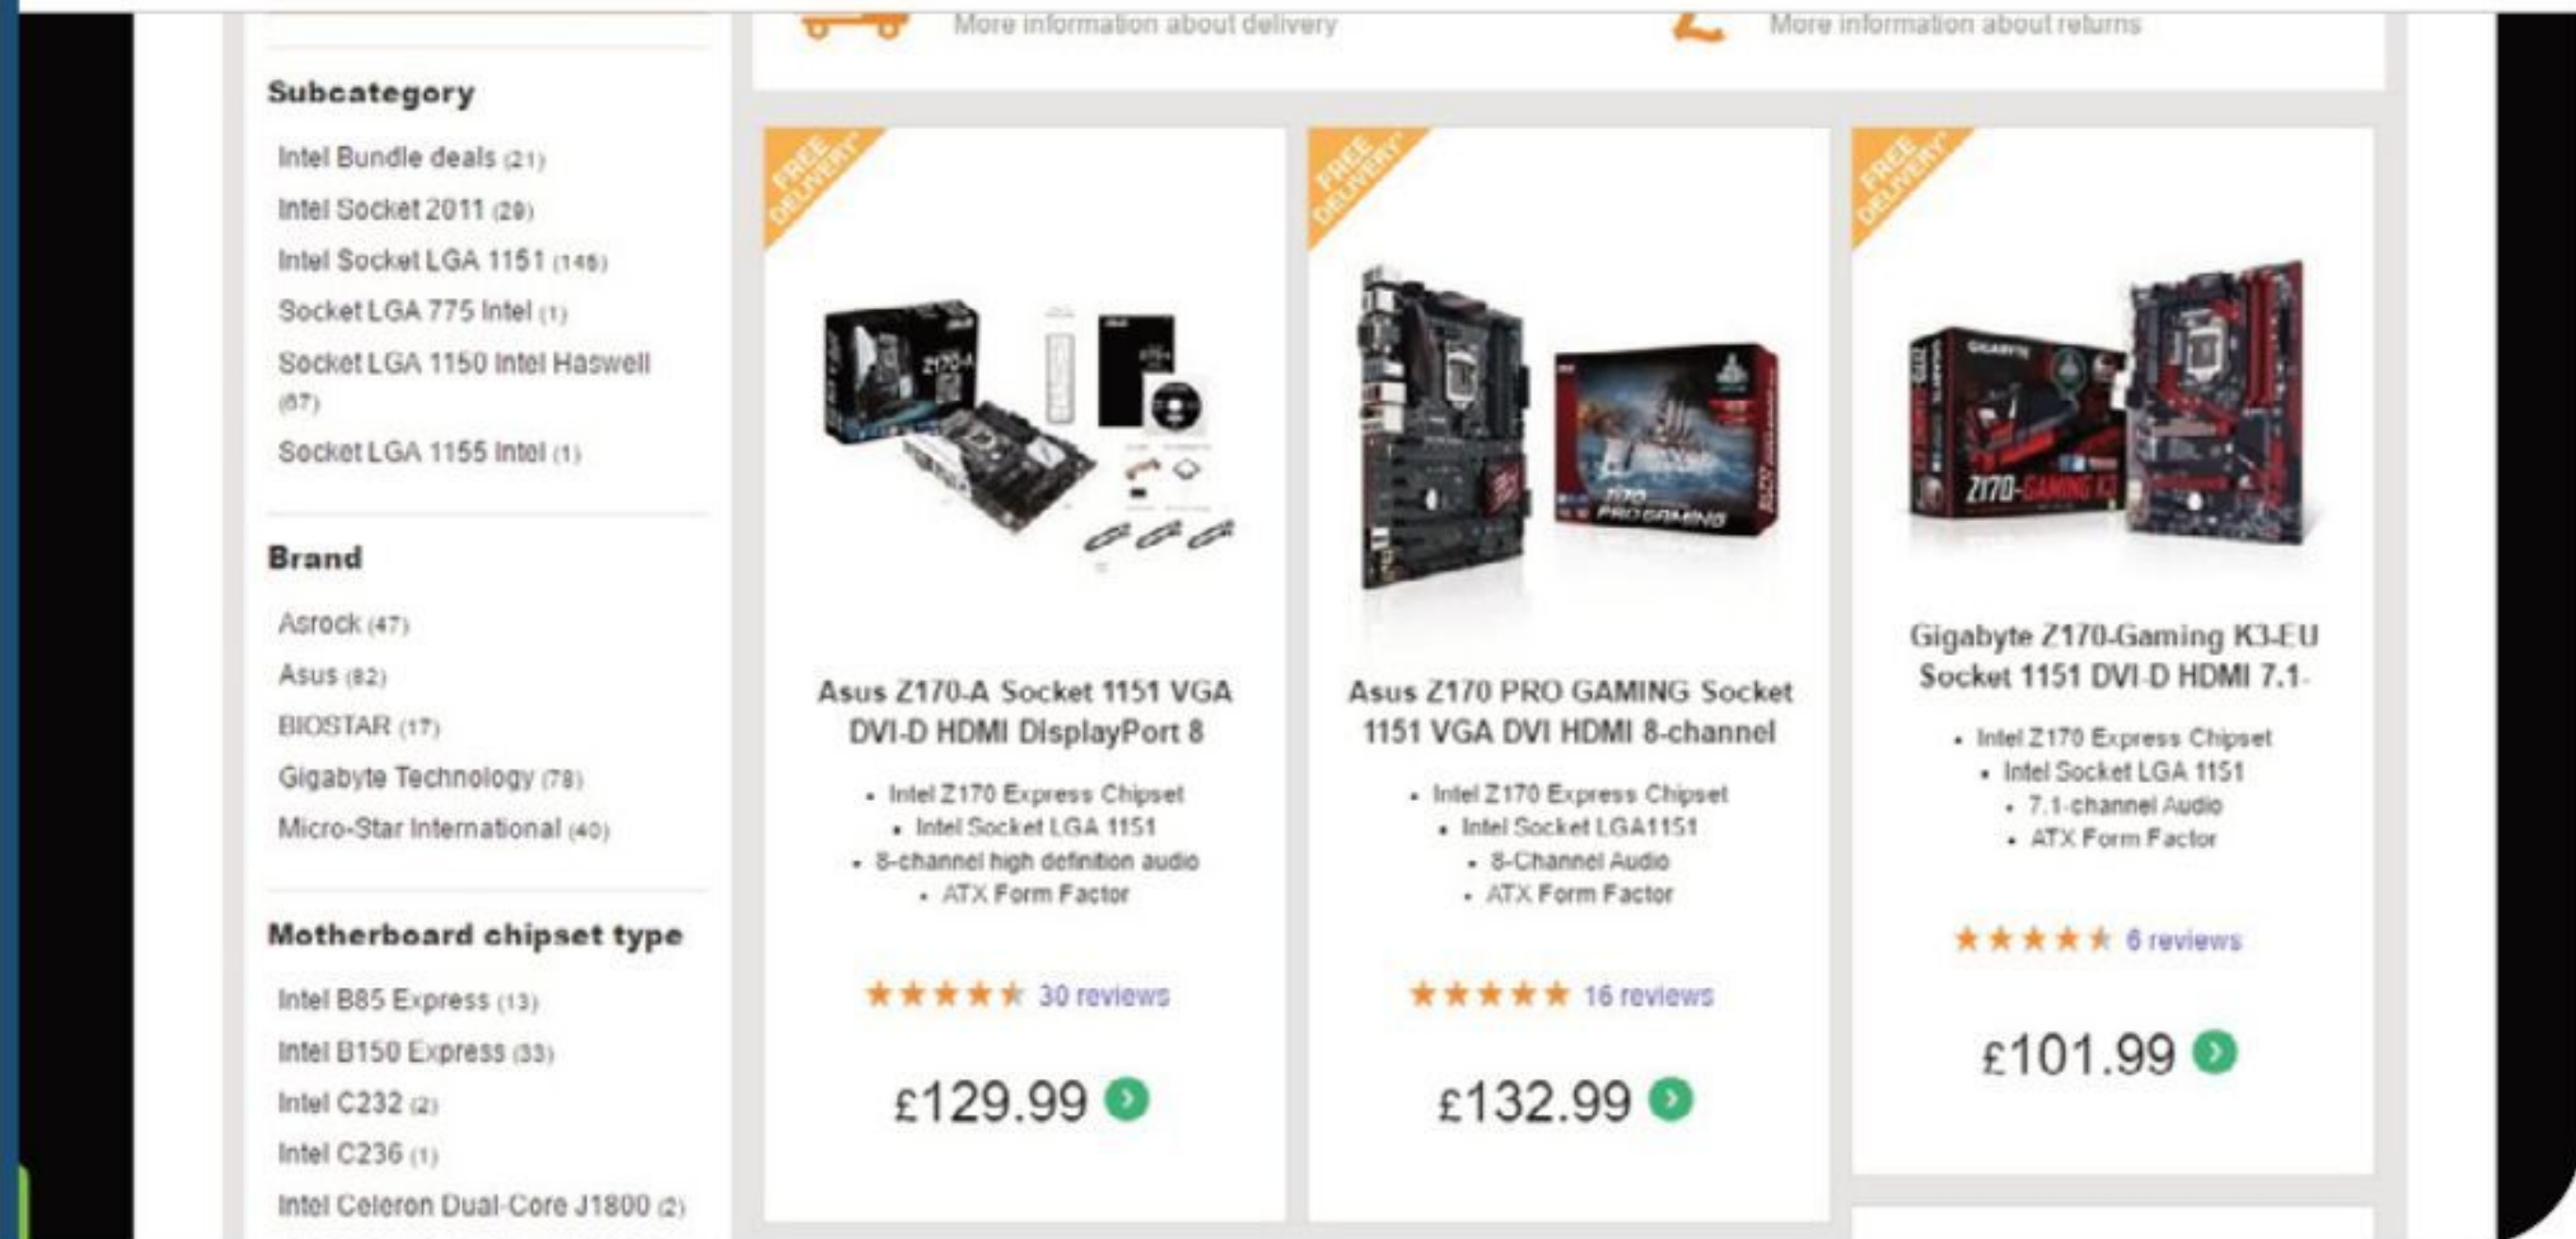 More information about delivery
More information about returns
Subcategory
Intel Bundle deals (21)
Intel Socket 2011 (29)
Intel Socket LGA 1151 (146)
Socket LGA 775 Intel (1)
Socket LGA 1150 Intel Haswell
(67)
Socket LGA 1155 Intel (1)
Brand
Asrock (47)
Asus (82)
BIOSTAR (17)
Gigabyte Technology (78)
Micro-Star International (40)
Motherboard chipset type
Intel B85 Express (13)
Intel B150 Express (33)
Intel C232 (2)
Intel C236 (1)
Intel Celeron Dual-Core J1800 (2)
FREE
DELIVERY*
Z170-A
Asus Z170-A Socket 1151 VGA
DVI-D HDMI DisplayPort 8
• Intel Z170 Express Chipset
• Intel Socket LGA 1151
• 8-channel high definition audio
• ATX Form Factor
30 reviews
£129.99
FREE
DELIVERY*
Z170
PRO GAMING
Asus Z170 PRO GAMING Socket
1151 VGA DVI HDMI 8-channel
• Intel Z170 Express Chipset
• Intel Socket LGA1151
• 8-Channel Audio
• ATX Form Factor
16 reviews
£132.99
FREE
DELIVERY*
GIGABYTE
Z170-GAMING K3
Gigabyte Z170-Gaming K3-EU
Socket 1151 DVI-D HDMI 7.1-
• Intel Z170 Express Chipset
• Intel Socket LGA 1151
• 7.1-channel Audio
• ATX Form Factor
6 reviews
£101.99